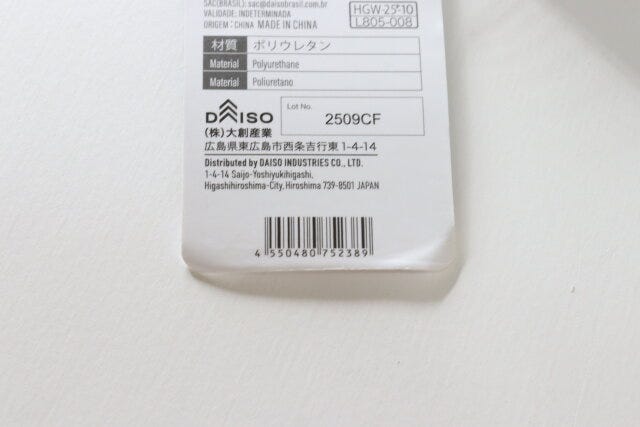 SAC(BRASIL): sac@daisobrasil.com.br
VALIDADE: INDETERMINADA
ORIGEM: CHINA MADE IN CHINA
HGW-25*10
L805-008
材質 ポリウレタン
Material Polyurethane
Material Poliuretano
DAISO
Lot No.
2509CF
(株)大創産業
広島県東広島市西条吉行東1-4-14
Distributed by DAISO INDUSTRIES CO., LTD.
1-4-14 Saijo-Yoshiyukihigashi,
Higashihiroshima-City, Hiroshima 739-8501 JAPAN
4 550480 752389